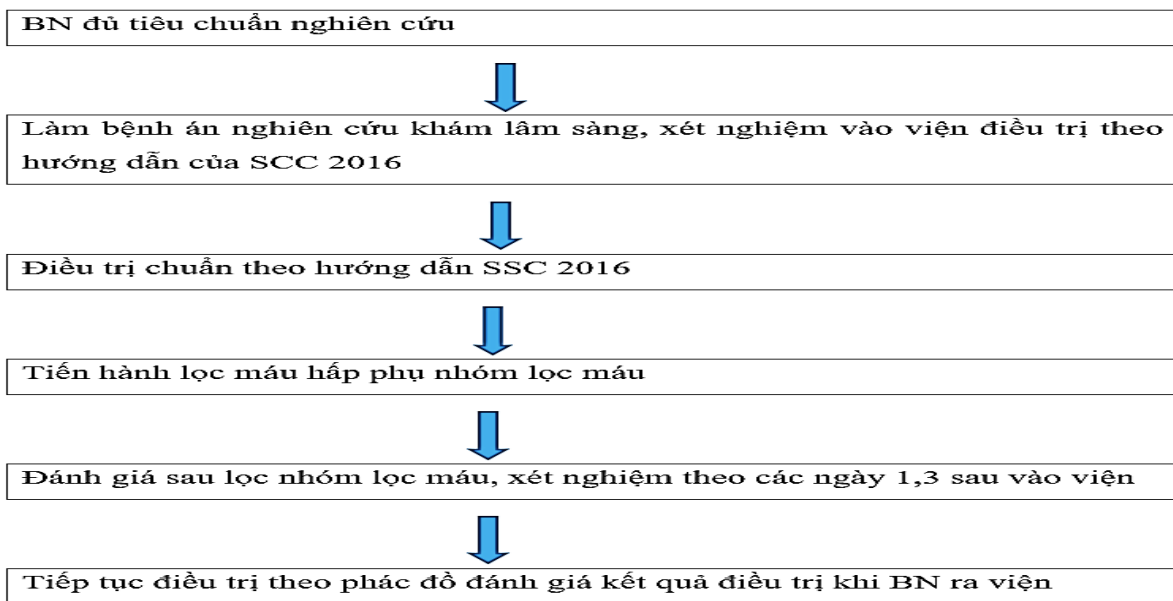 BN đủ tiêu chuẩn nghiên cứu
Làm bệnh án nghiên cứu khám lâm sàng, xét nghiệm vào viện điều trị theo
hướng dẫn của SCC 2016
Điều trị chuẩn theo hướng dẫn SSC 2016
Tiến hành lọc máu hấp phụ nhóm lọc máu
Đánh giá sau lọc nhóm lọc máu, xét nghiệm theo các ngày 1,3 sau vào viện
Tiếp tục điều trị theo phác đồ đánh giá kết quả điều trị khi BN ra viện